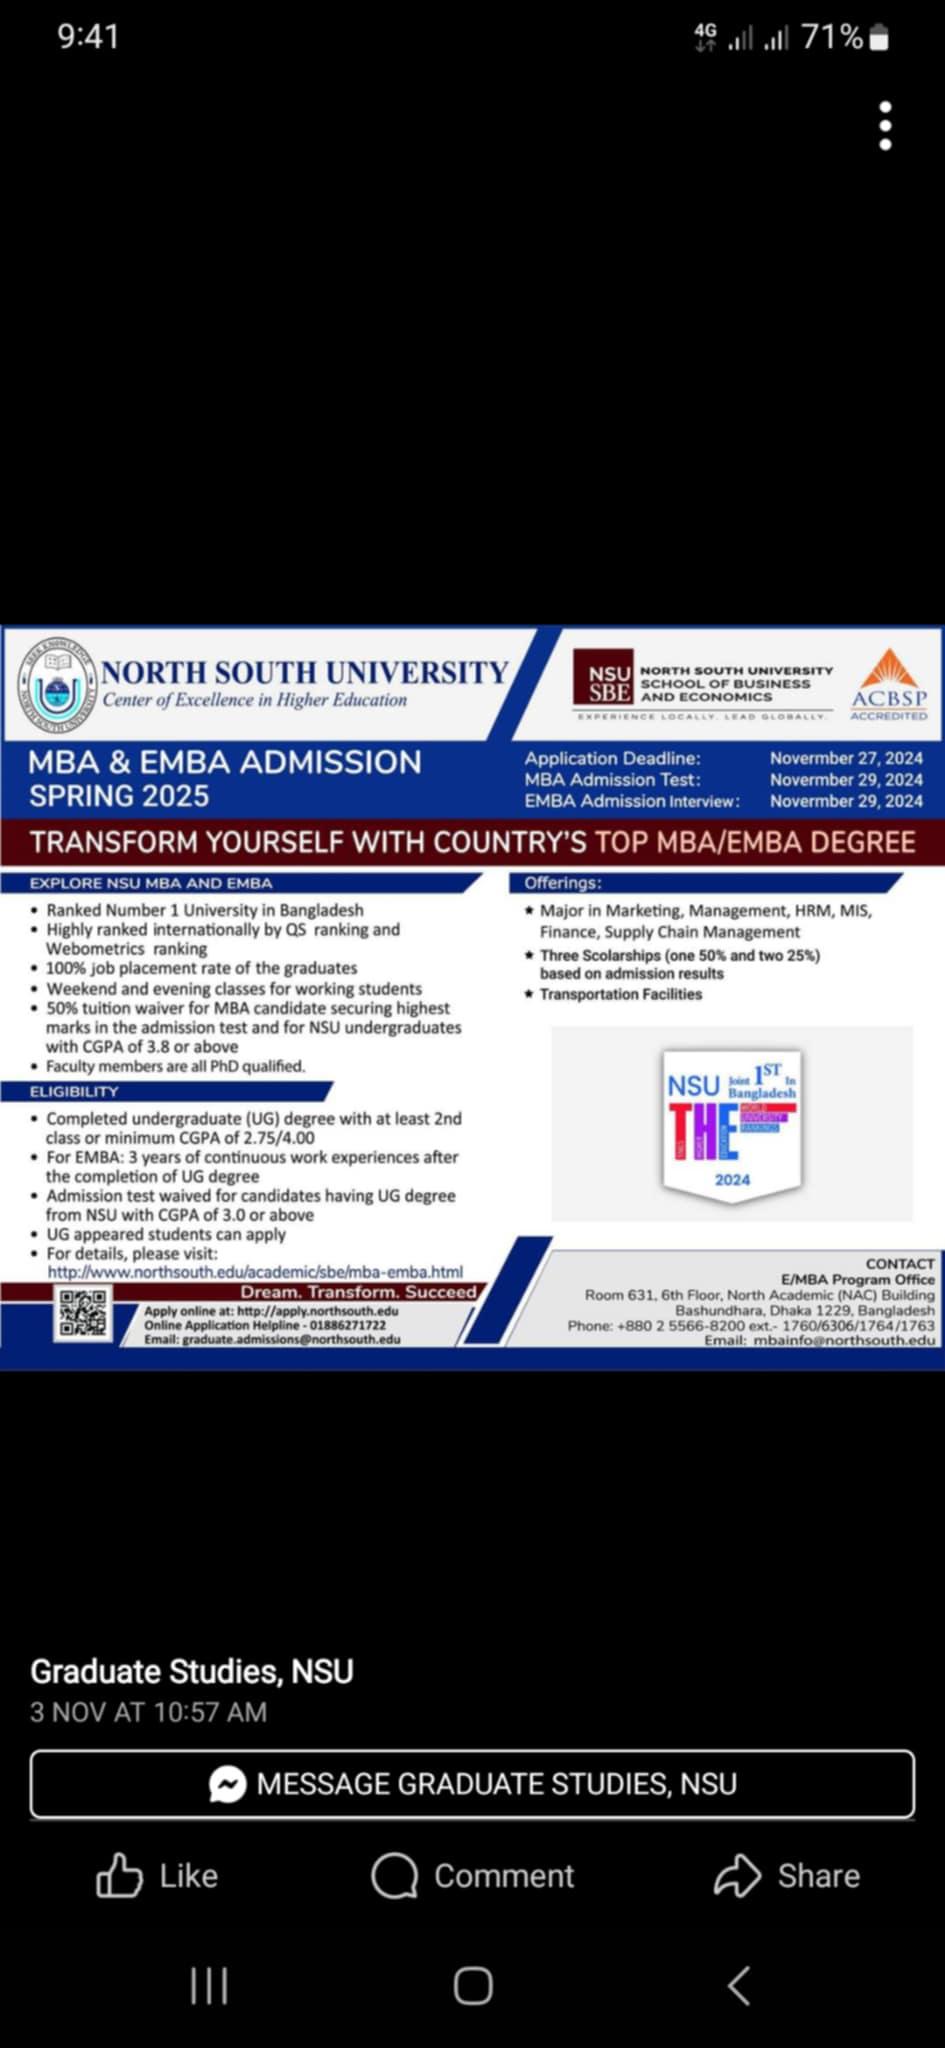 9:41
4G
71%
NORTH SOUTH UNIVERSITY
Center of Excellence in Higher Education
NSU
SBE
NORTH SOUTH UNIVERSITY
SCHOOL OF BUSINESS
AND ECONOMICS
EXPERIENCE LOCALLY. LEAD GLOBALLY.
ACBSP
ACCREDITED
MBA & EMBA ADMISSION
SPRING 2025
Application Deadline: Novermber 27, 2024
MBA Admission Test: Novermber 29, 2024
EMBA Admission Interview: Novermber 29, 2024
TRANSFORM YOURSELF WITH COUNTRY'S TOP MBA/EMBA DEGREE
EXPLORE NSU MBA AND EMBA
• Ranked Number 1 University in Bangladesh
• Highly ranked internationally by QS ranking and
Webometrics ranking
• 100% job placement rate of the graduates
• Weekend and evening classes for working students
• 50% tuition waiver for MBA candidate securing highest
marks in the admission test and for NSU undergraduates
with CGPA of 3.8 or above
• Faculty members are all PhD qualified.
ELIGIBILITY
• Completed undergraduate (UG) degree with at least 2nd
class or minimum CGPA of 2.75/4.00
• For EMBA: 3 years of continuous work experiences after
the completion of UG degree
• Admission test waived for candidates having UG degree
from NSU with CGPA of 3.0 or above
• UG appeared students can apply
• For details, please visit:
http://www.northsouth.edu/academic/sbe/mba-emba.html
Offerings:
★ Major in Marketing, Management, HRM, MIS,
Finance, Supply Chain Management
★ Three Scolarships (one 50% and two 25%)
based on admission results
★ Transportation Facilities
NSU Joint 1ST In
Bangladesh
THE
WORLD
UNIVERSITY
RANKINGS
2024
Dream. Transform. Succeed
Apply online at: http://apply.northsouth.edu
Online Application Helpline - 01886271722
Email: graduate.admissions@northsouth.edu
CONTACT
E/MBA Program Office
Room 631, 6th Floor, North Academic (NAC) Building
Bashundhara, Dhaka 1229, Bangladesh
Phone: +880 2 5566-8200 ext.- 1760/6306/1764/1763
Email: mbainfo@northsouth.edu
Graduate Studies, NSU
3 NOV AT 10:57 AM
MESSAGE GRADUATE STUDIES, NSU
Like
Comment
Share